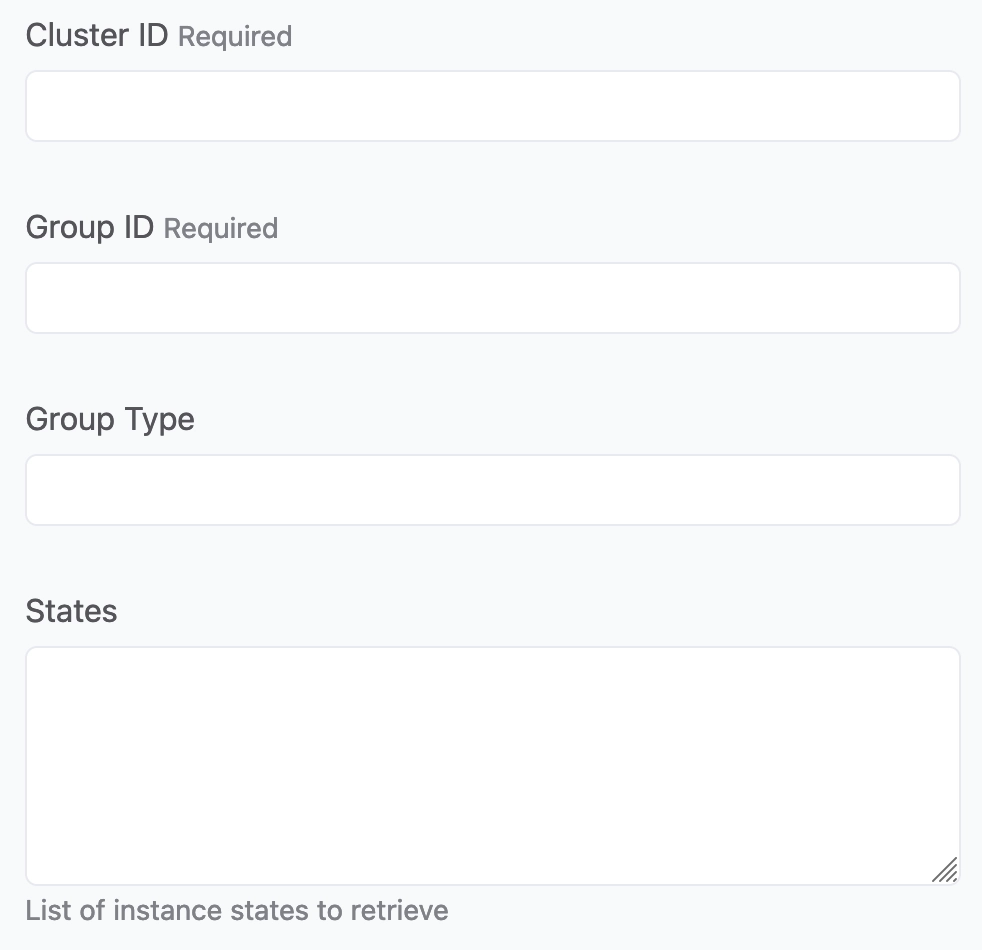 Cluster ID Required
Group ID Required
Group Type
States
List of instance states to retrieve